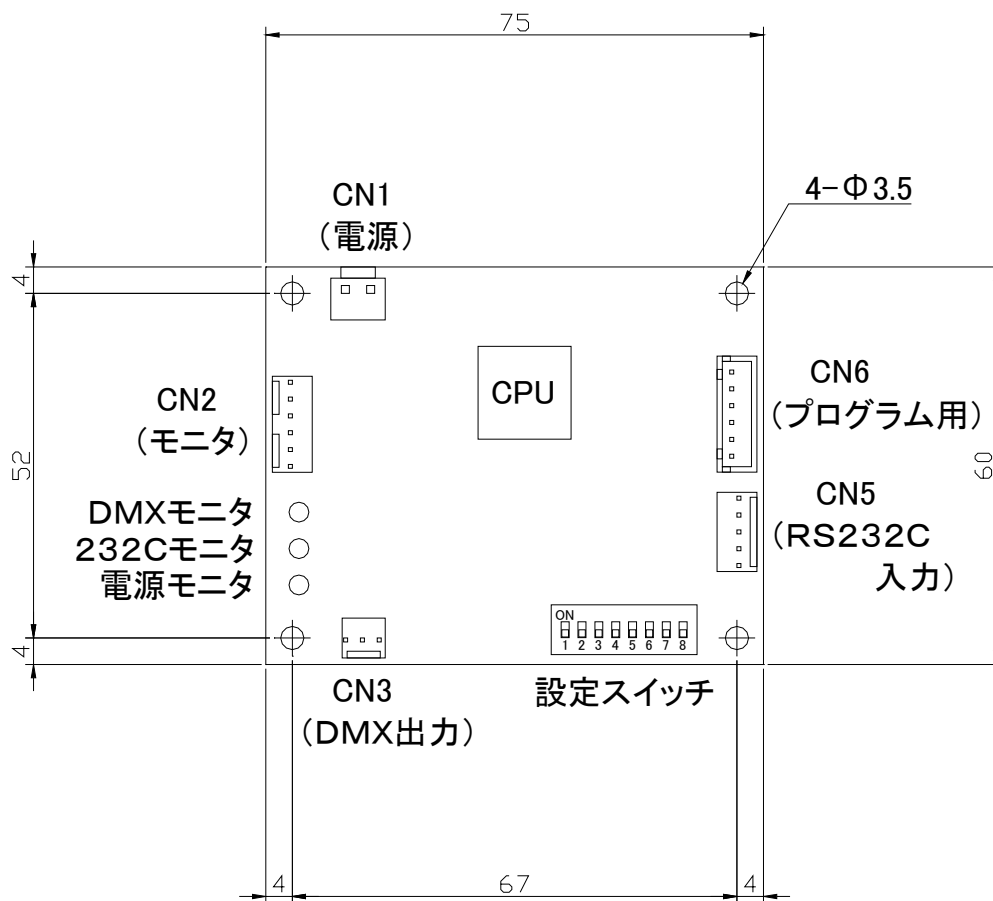 75
CN1
(電源)
4-Φ3.5
4
CN2
(モニタ)
CPU
CN6
(プログラム用)
52
60
CN5
(RS232C
入力)
DMXモニタ
232Cモニタ
電源モニタ
ON
1 2 3 4 5 6 7 8
4
CN3
(DMX出力)
設定スイッチ
4
67
4